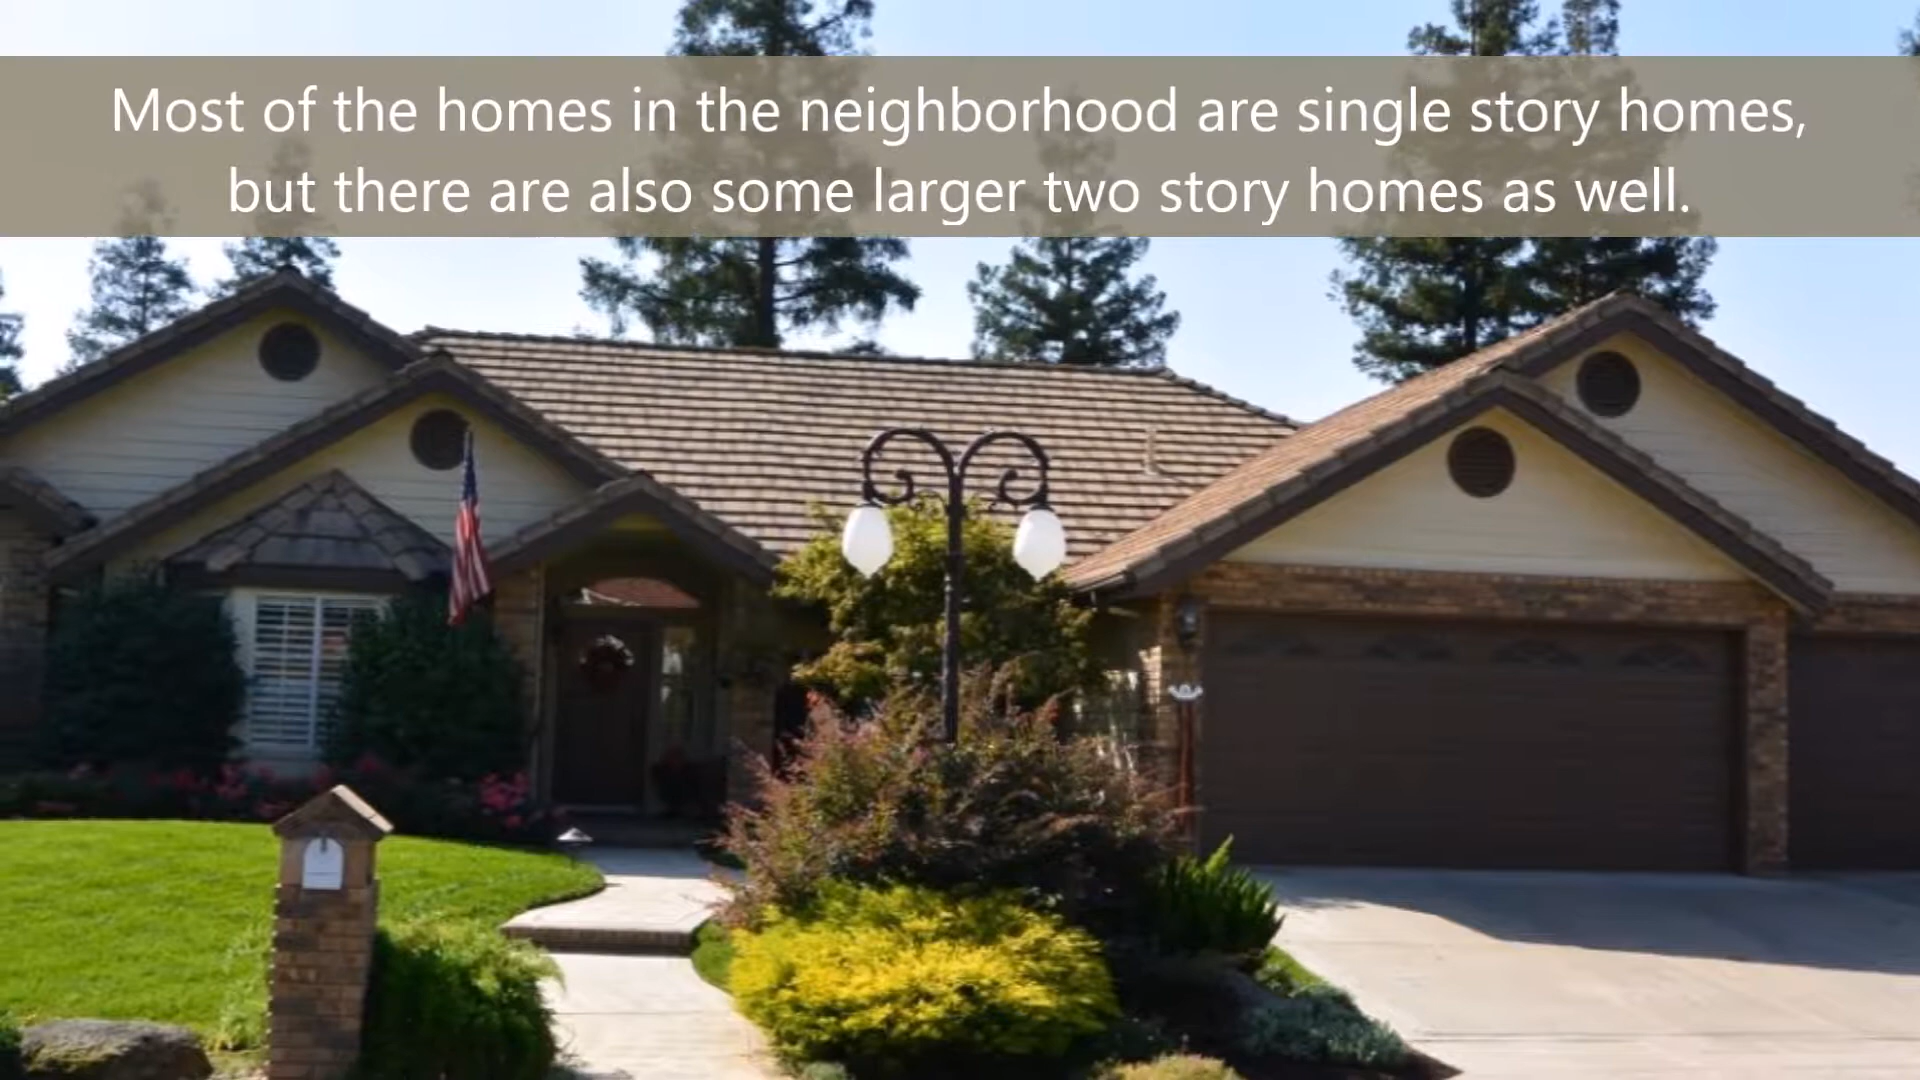 Most of the homes in the neighborhood are single story homes,
but there are also some larger two story homes as well.